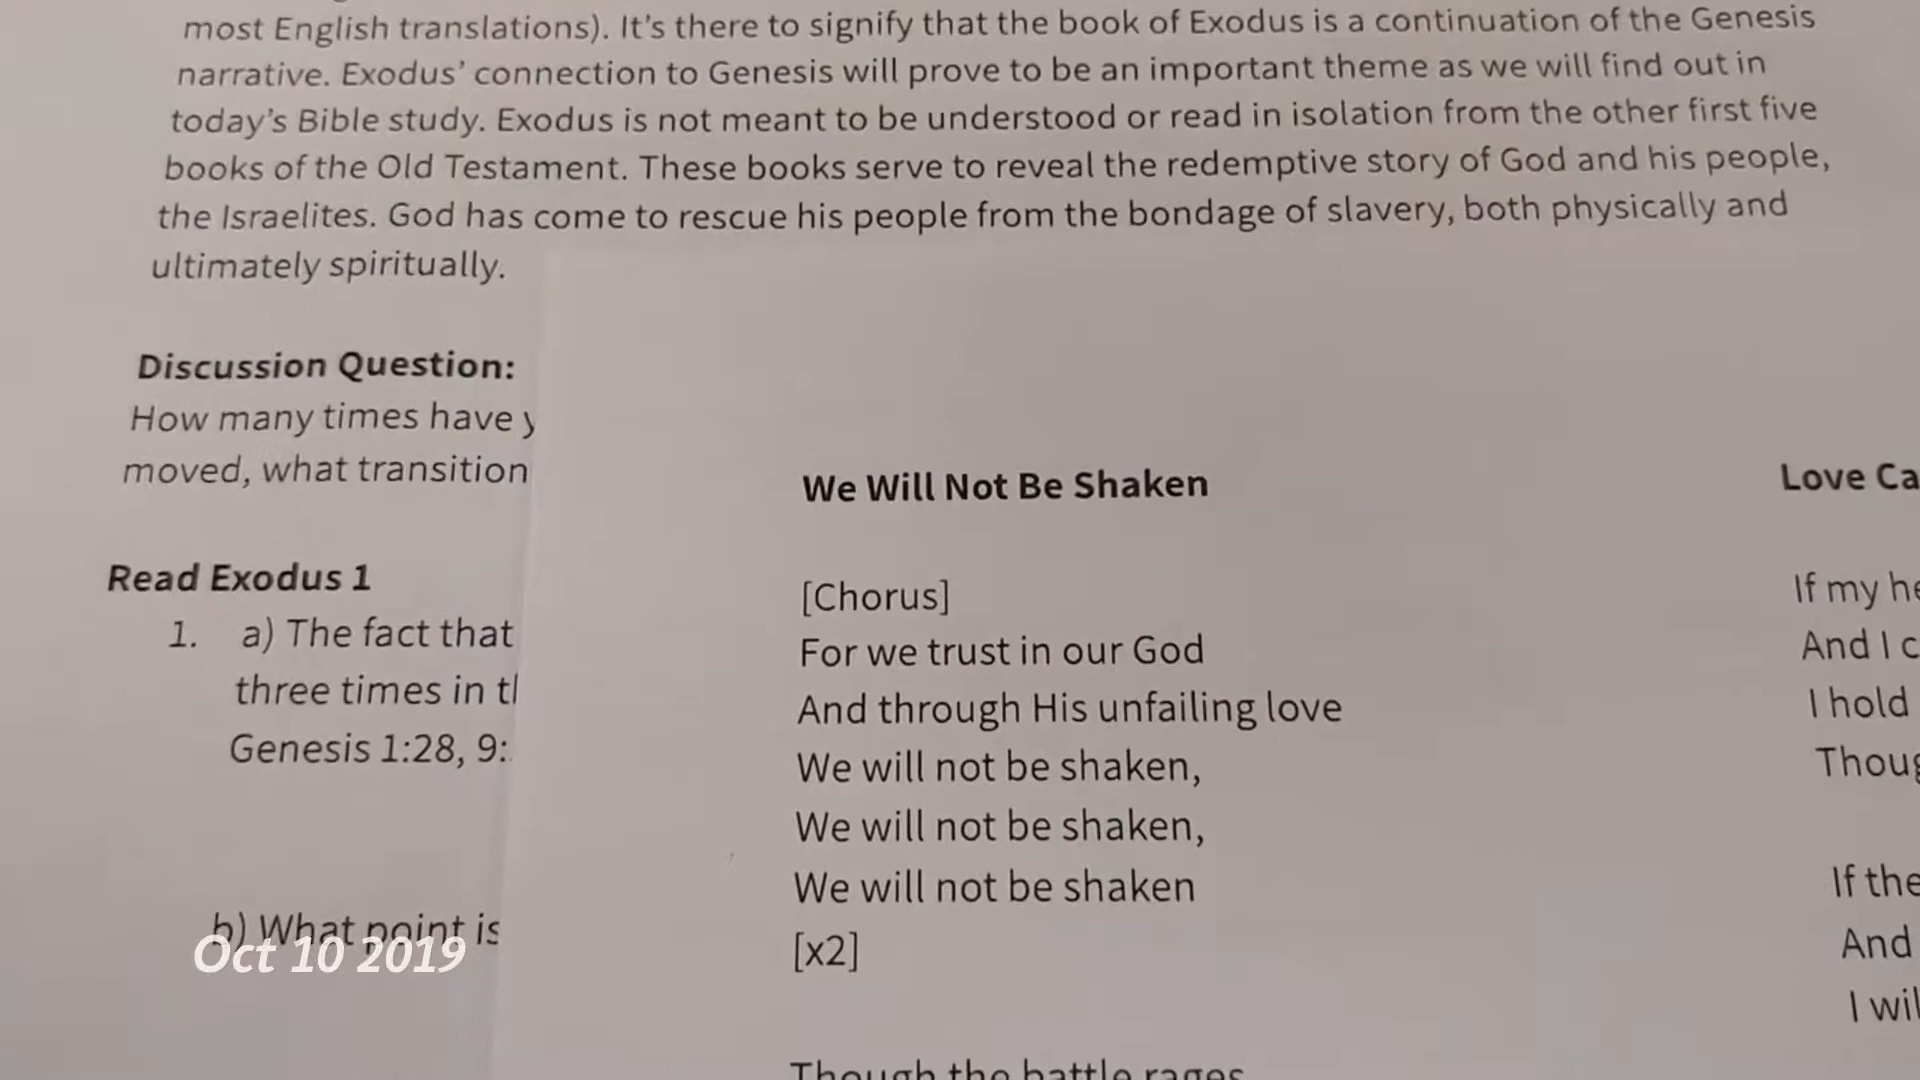 most English translations). It's there to signify that the book of Exodus is a continuation of the Genesis
narrative. Exodus' connection to Genesis will prove to be an important theme as we will find out in
today's Bible study. Exodus is not meant to be understood or read in isolation from the other first five
books of the Old Testament. These books serve to reveal the redemptive story of God and his people,
the Israelites. God has come to rescue his people from the bondage of slavery, both physically and
ultimately spiritually.
Discussion Question:
How many times have
moved, what transition
Read Exodus 1
1. a) The fact that
three times in
Genesis 1:28, 9:
b) What point is
Oct 10 2019
We Will Not Be Shaken
[Chorus]
For we trust in our God
And through His unfailing love
We will not be shaken,
We will not be shaken,
We will not be shaken
[x2]
Though the battle rages
Love
If my
And I
I hold
If
And
I